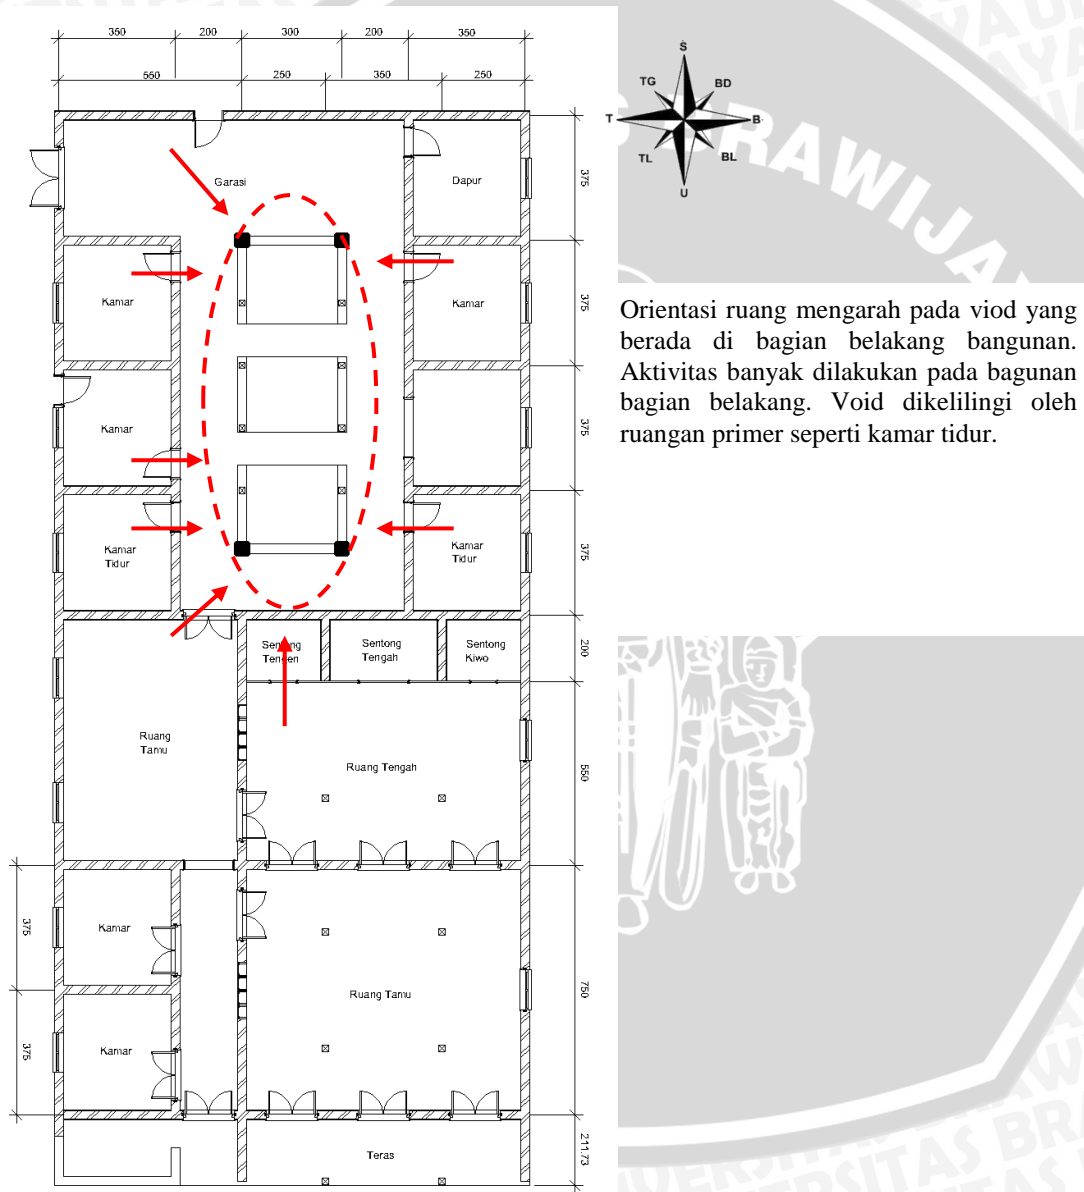 350 200 300 200 350
550 250 350 250
S
TG BD
T B
TL BL
U
S BRAWIJA
Garasi
Dapur
375
Kamar
Kamar
375
Kamar
375
Kamar
Tidur
Kamar
Tidur
375
Orientasi ruang mengarah pada viod yang
berada di bagian belakang bangunan.
Aktivitas banyak dilakukan pada bagunan
bagian belakang. Void dikelilingi oleh
ruangan primer seperti kamar tidur.
Sentong
Tengen
Sentong
Tengah
Sentong
Kiwo
200
Ruang
Tamu
Ruang Tengah
550
Kamar
375
Ruang Tamu
750
Kamar
375
Teras
211.73